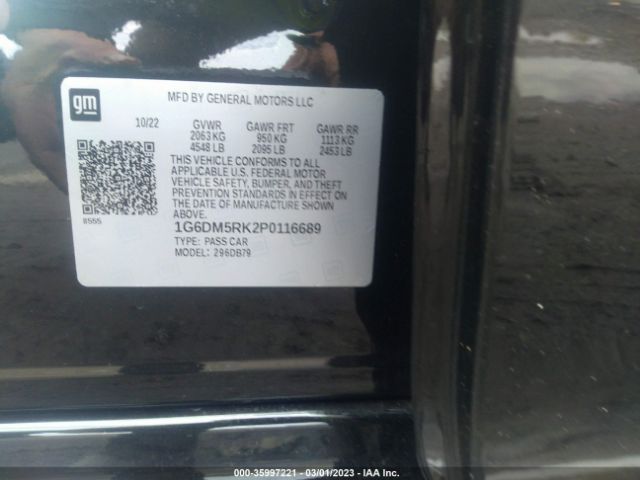 gm
MFD BY GENERAL MOTORS LLC
10/22 GVWR GAWR FRT GAWR RR
2063 KG 950 KG 1113 KG
4548 LB 2095 LB 2453 LB
THIS VEHICLE CONFORMS TO ALL
APPLICABLE U.S. FEDERAL MOTOR
VEHICLE SAFETY, BUMPER, AND THEFT
PREVENTION STANDARDS IN EFFECT ON
THE DATE OF MANUFACTURE SHOWN
ABOVE.
8555
1G6DM5RK2P0116689
TYPE: PASS CAR
MODEL: 296DB79
000-35997221 - 03/01/2023 - IAA Inc.